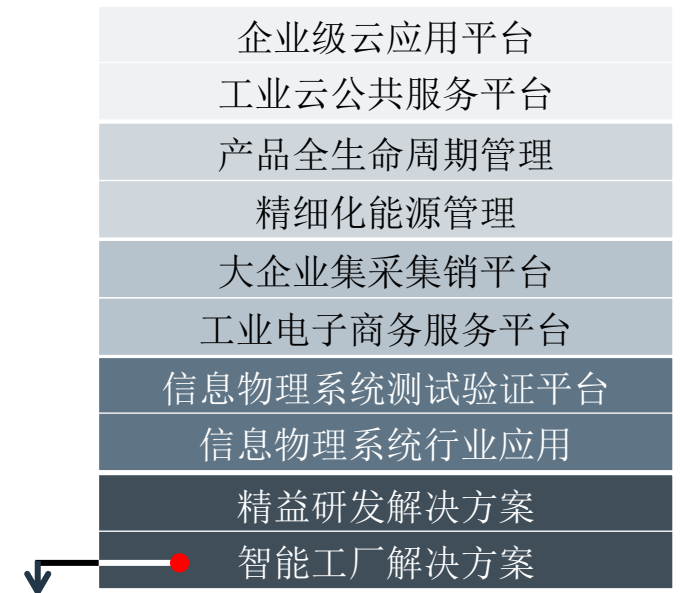 企业级云应用平台
工业云公共服务平台
产品全生命周期管理
精细化能源管理
大企业集采集销平台
工业电子商务服务平台
信息物理系统测试验证平台
信息物理系统行业应用
精益研发解决方案
智能工厂解决方案